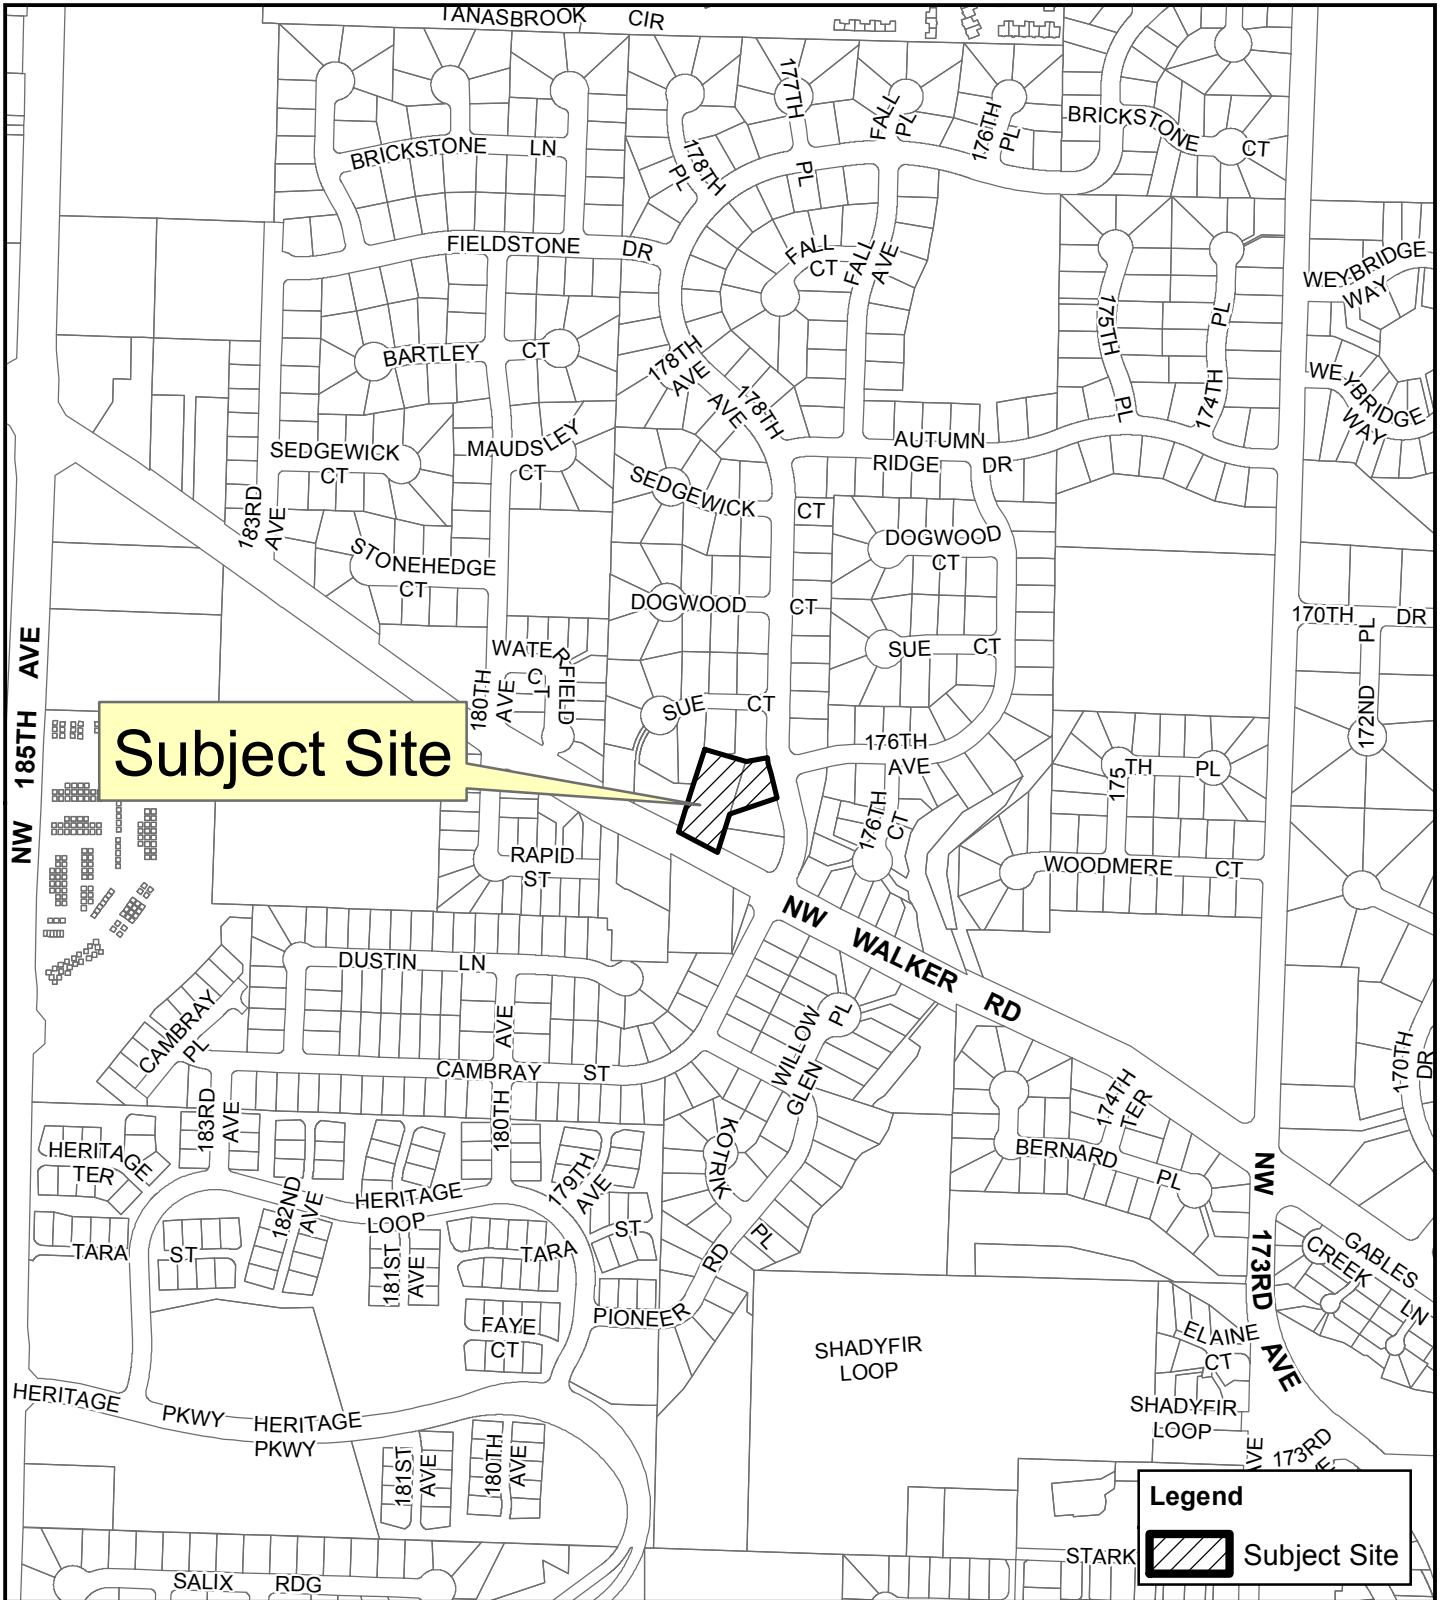 TANASBROOK CIR
177TH
PL
FALL
PL
176TH
PL
BRICKSTONE
CT
BRICKSTONE LN
178TH
PL
FIELDSTONE DR
FALL
CT
FALL
AVE
WEYBRIDGE
WAY
175TH
PL
174TH PL
BARTLEY CT
178TH
AVE
178TH
AVE
WEYBRIDGE
WAY
SEDGEWICK
CT
MAUDSLEY
CT
AUTUMN
RIDGE DR
183RD
AVE
SEDGEWICK CT
STONEHEDGE
CT
DOGWOOD
CT
DOGWOOD CT
170TH DR
PL
172ND
NW 185TH AVE
WATERFIELD
CT
SUE CT
180TH
AVE
SUE CT
Subject Site
176TH
AVE
175TH PL
176TH
CT
RAPID
ST
WOODMERE CT
NW WALKER RD
DUSTIN LN
CAMBRAY
PL
180TH
AVE
WILLOW
GLEN
PL
CAMBRAY ST
170TH
DR
174TH
TER
183RD
AVE
KOTRIK
PL
HERITAGE
TER
BERNARD PL
179TH
AVE
182ND
AVE
HERITAGE
LOOP
NW 173RD AVE
TARA ST
TARA ST
181ST
AVE
PIONEER RD
GABLES
CREEK
LN
FAYE
CT
SHADYFIR
LOOP
ELAINE
CT
HERITAGE PKWY
HERITAGE
PKWY
SHADYFIR
LOOP
181ST
AVE
180TH
AVE
173RD
AVE
Legend
Subject Site
STARK
SALIX RDG